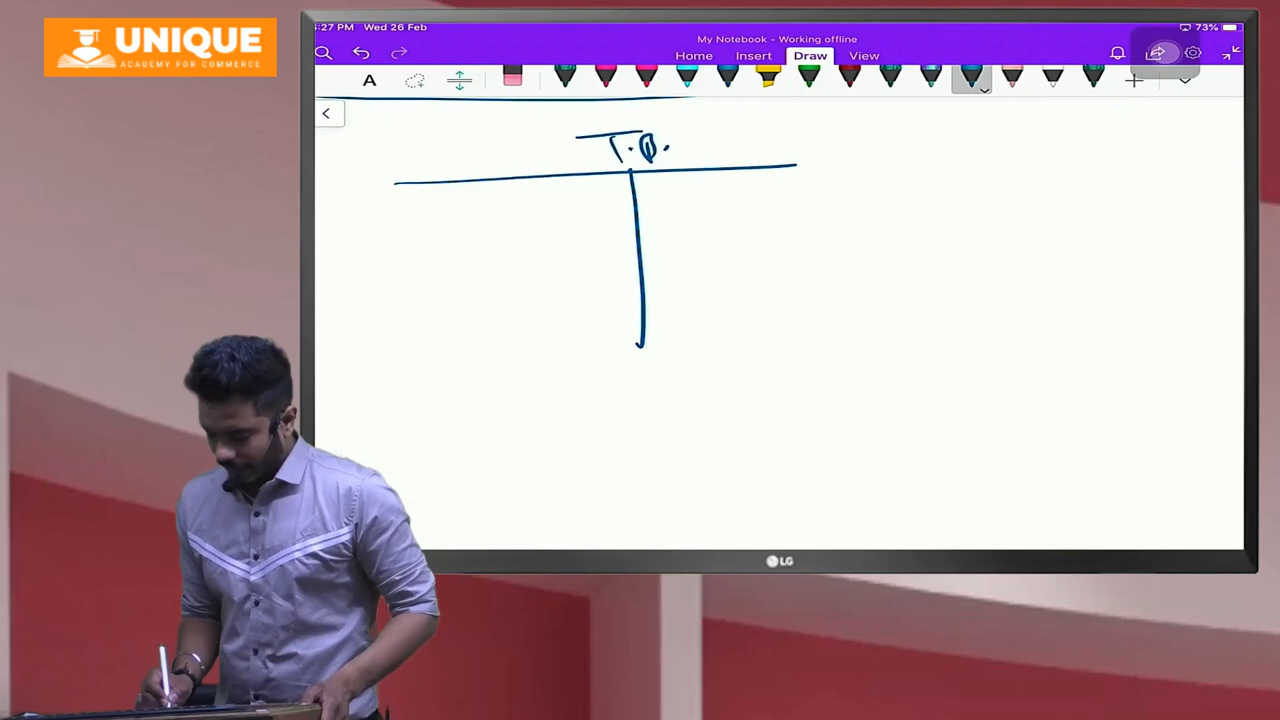 UNIQUE
ACADEMY FOR COMMERCE
:27 PM Wed 26 Feb
73%
My Notebook - Working offline
Home Insert Draw View
A
T.B.
LG